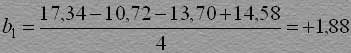 b₁ = (17,34 − 10,72 − 13,70 + 14,58) / 4 = +1,88